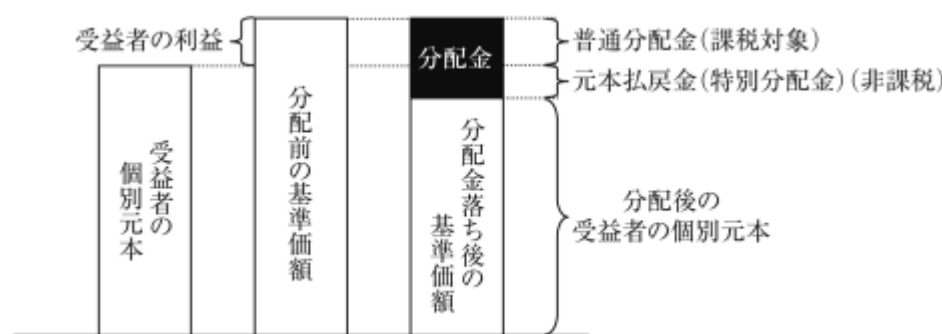 受益者の利益
分配金
普通分配金(課税対象)
元本払戻金(特別分配金)(非課税)
受益者の
個別元本
分配前の基準価額
分配金落ち後の
基準価額
分配後の
受益者の個別元本